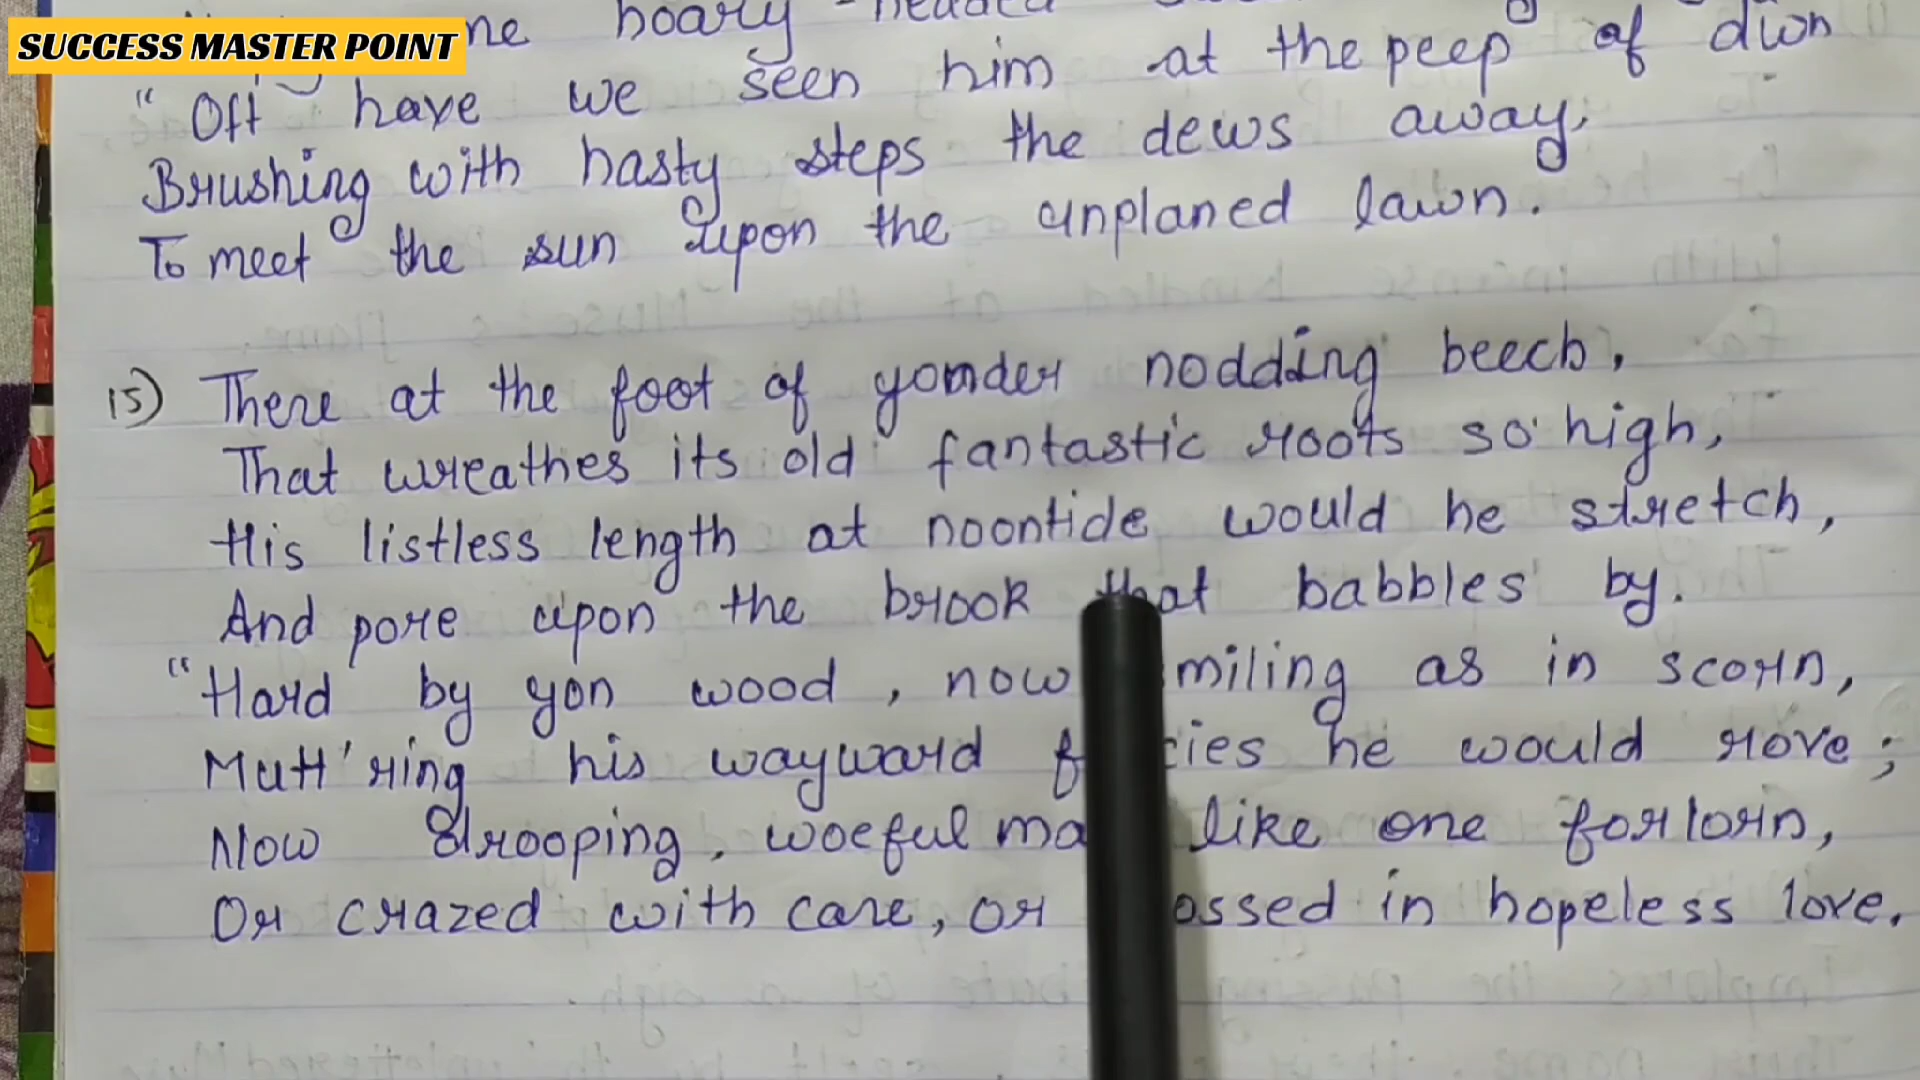 SUCCESS MASTER POINT
hoary-headed
"Oft have we seen him at the peep of dwn
Brushing with hasty steps the dews away,
To meet the sun upon the unplaned lawn.
15) There at the foot of yonder nodding beech,
That wreathes its old fantastic roots so high,
His listless length at noontide would he stretch,
And pore upon the brook that babbles by.
"Hard by yon wood, now smiling as in scorn,
Mutt'ring his wayward would he rove;
Now drooping, woeful like one forlorn,
Or crazed with care, or in hopeless love.